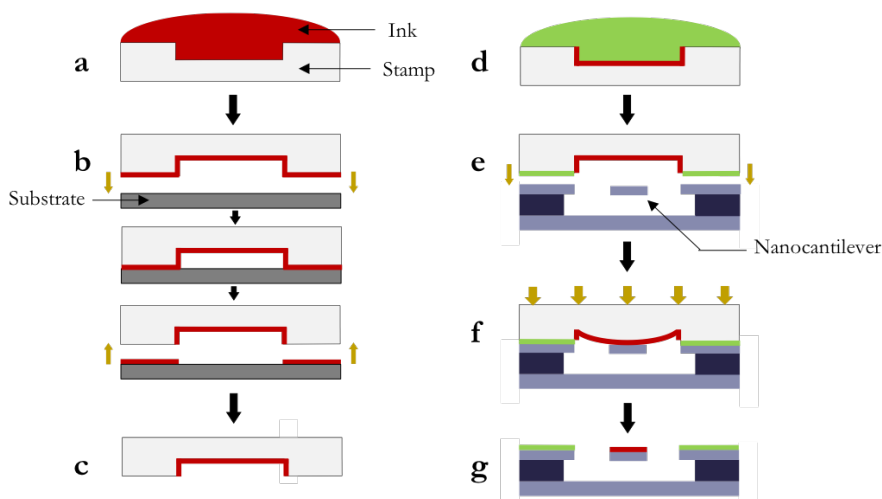 Ink
a
Stamp
b
Substrate
c
d
e
Nanocantilever
f
g